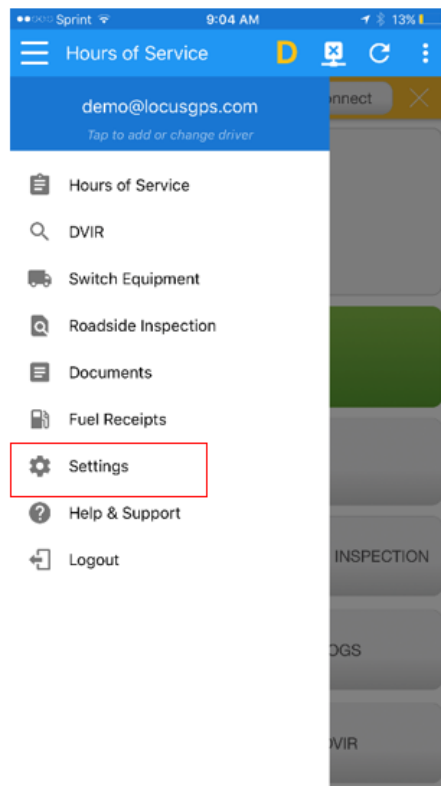 Sprint 9:04 AM 13%
Hours of Service D
demo@locusgps.com
Tap to add or change driver
nnect
Hours of Service
DVIR
Switch Equipment
Roadside Inspection
Documents
Fuel Receipts
Settings
Help & Support
Logout
INSPECTION
OGS
DVIR